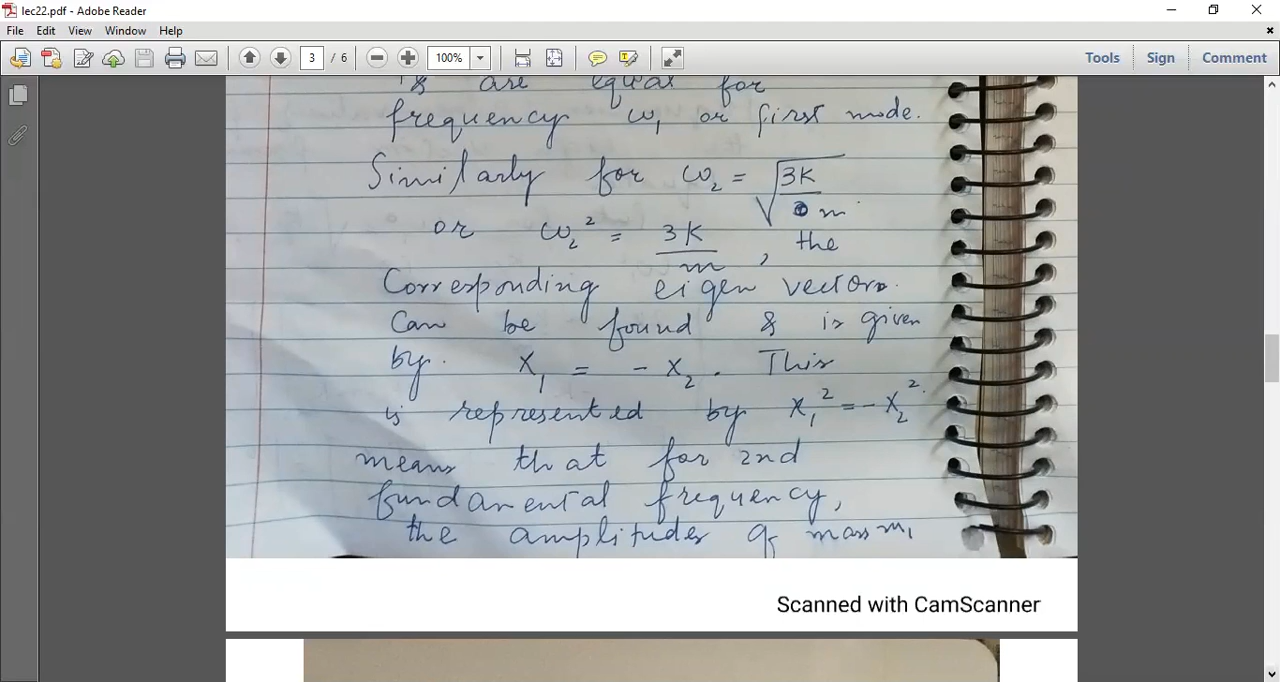 lec22.pdf - Adobe Reader
File Edit View Window Help
3 / 6 100% Tools Sign Comment
& are equal for
frequency ω₁ or first mode.
Similarly for ω₂ = √(3K/m)
or ω₂² = 3K/m, the
Corresponding eigen vectors.
Can be found & is given
by. X₁ = - X₂. This
is represented by X₁² = - X₂².
means that for 2nd
fundamental frequency,
the amplitudes of mass m₁
Scanned with CamScanner